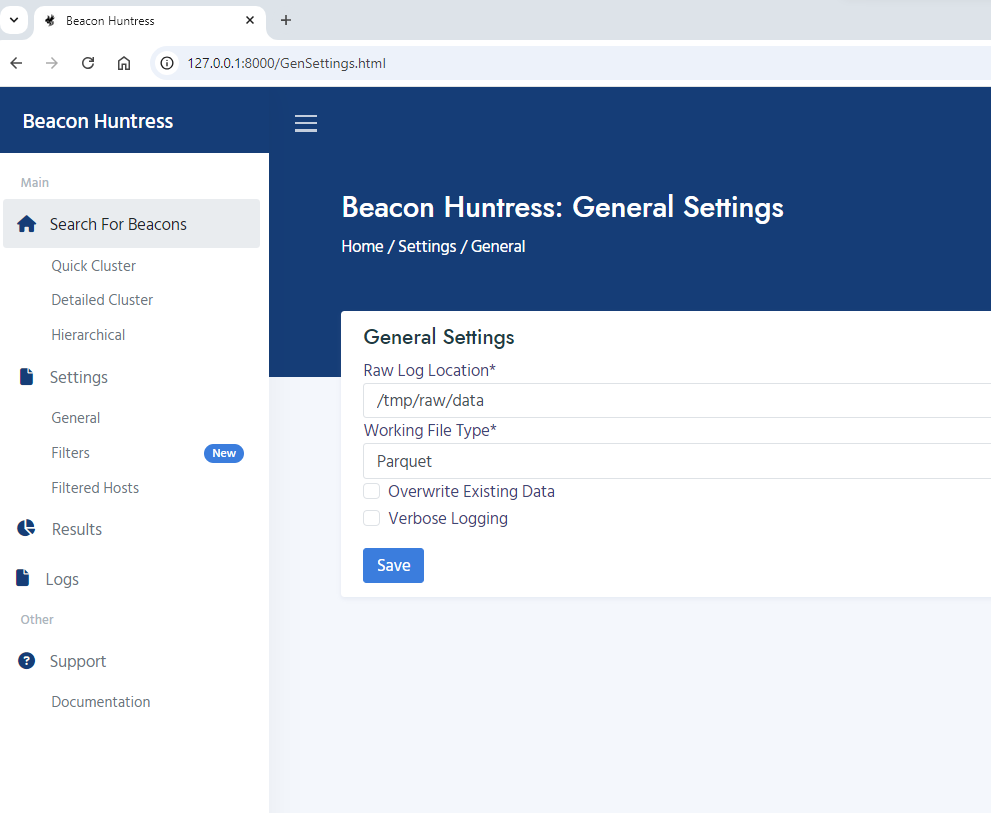 Beacon Huntress
127.0.0.1:8000/GenSettings.html
Beacon Huntress
Main
Search For Beacons
Quick Cluster
Detailed Cluster
Hierarchical
Settings
General
Filters New
Filtered Hosts
Results
Logs
Other
Support
Documentation
Beacon Huntress: General Settings
Home / Settings / General
General Settings
Raw Log Location*
/tmp/raw/data
Working File Type*
Parquet
Overwrite Existing Data
Verbose Logging
Save